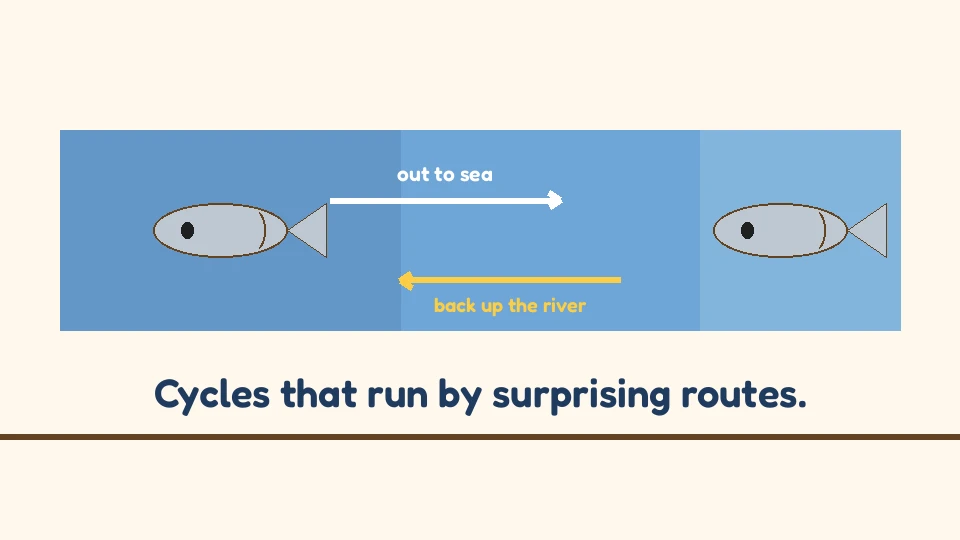 out to sea
back up the river
Cycles that run by surprising routes.